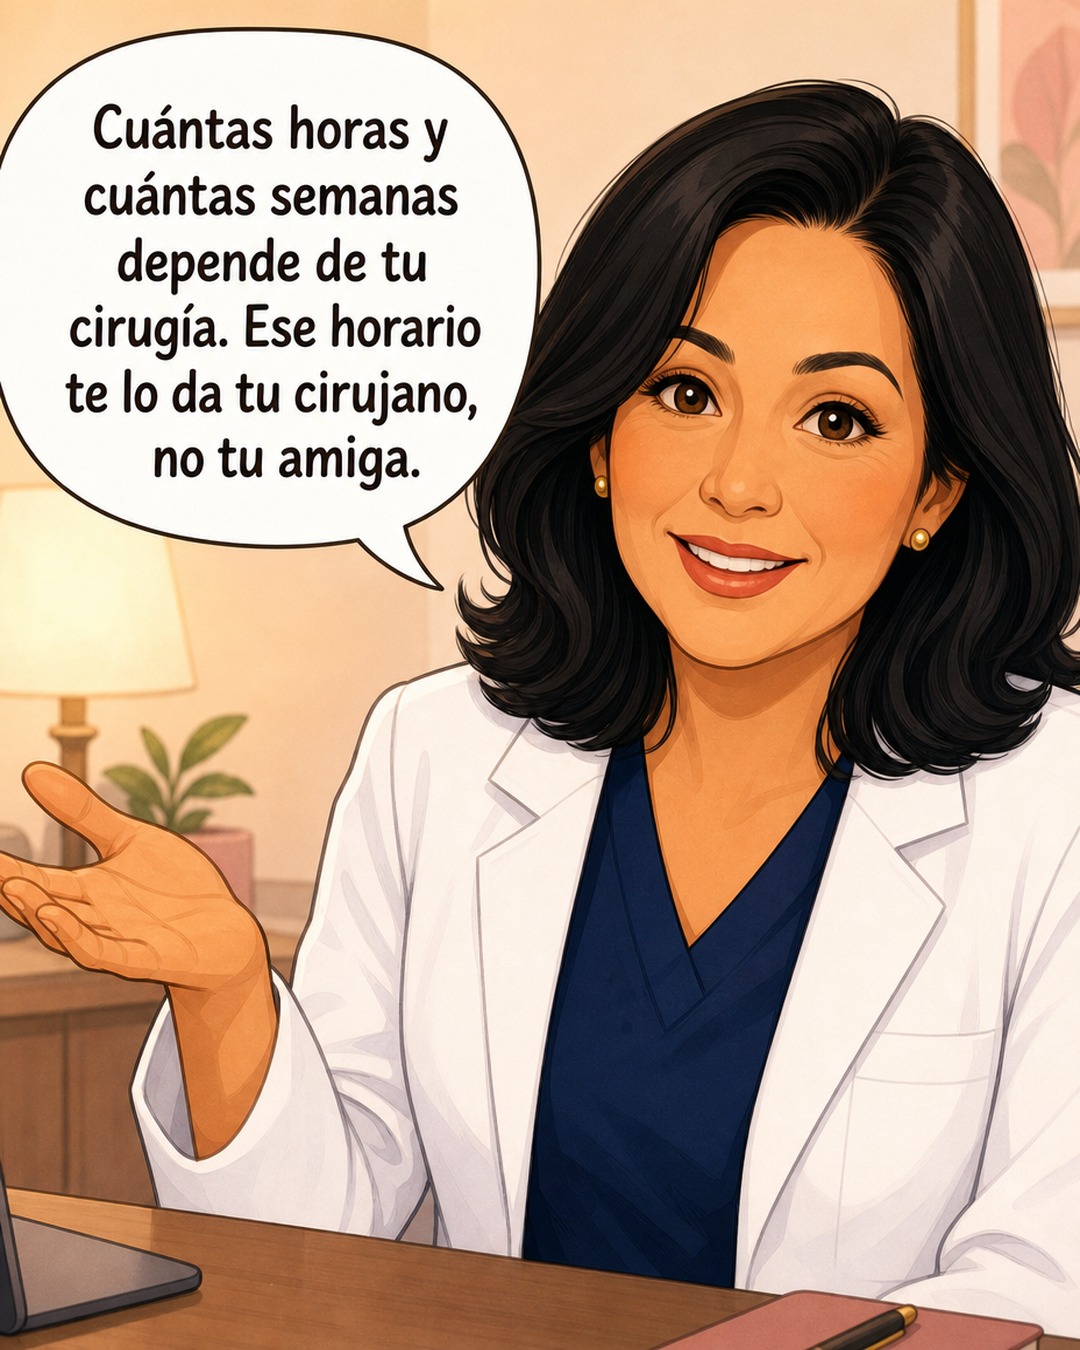 Cuántas horas y
cuántas semanas
depende de tu
cirugía. Ese horario
te lo da tu cirujano,
no tu amiga.